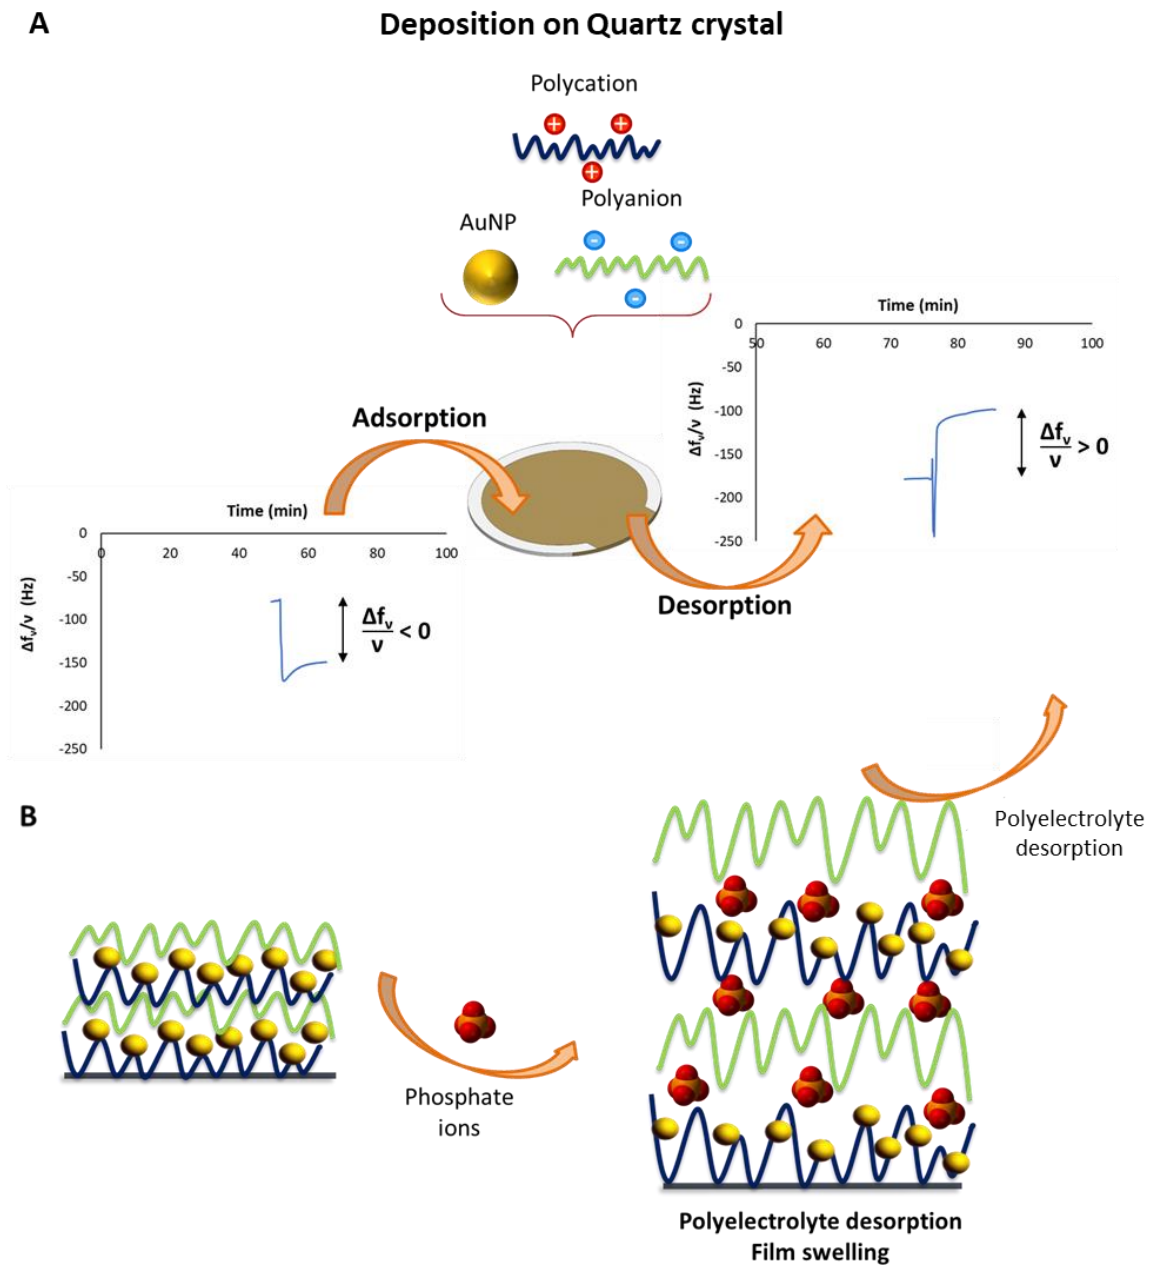 A
Deposition on Quartz crystal
Polycation
+
+
+
Polyanion
AuNP
-
-
-
Time (min)
0
50
60
70
80
90
100
-50
-100
-150
-200
-250
Δfᵥ/ν (Hz)
Δfᵥ
ν
> 0
Adsorption
Desorption
Time (min)
0
0
20
40
60
80
100
-50
-100
-150
-200
-250
Δfᵥ/ν (Hz)
Δfᵥ
ν
< 0
B
Polyelectrolyte
desorption
Phosphate
ions
Polyelectrolyte desorption
Film swelling